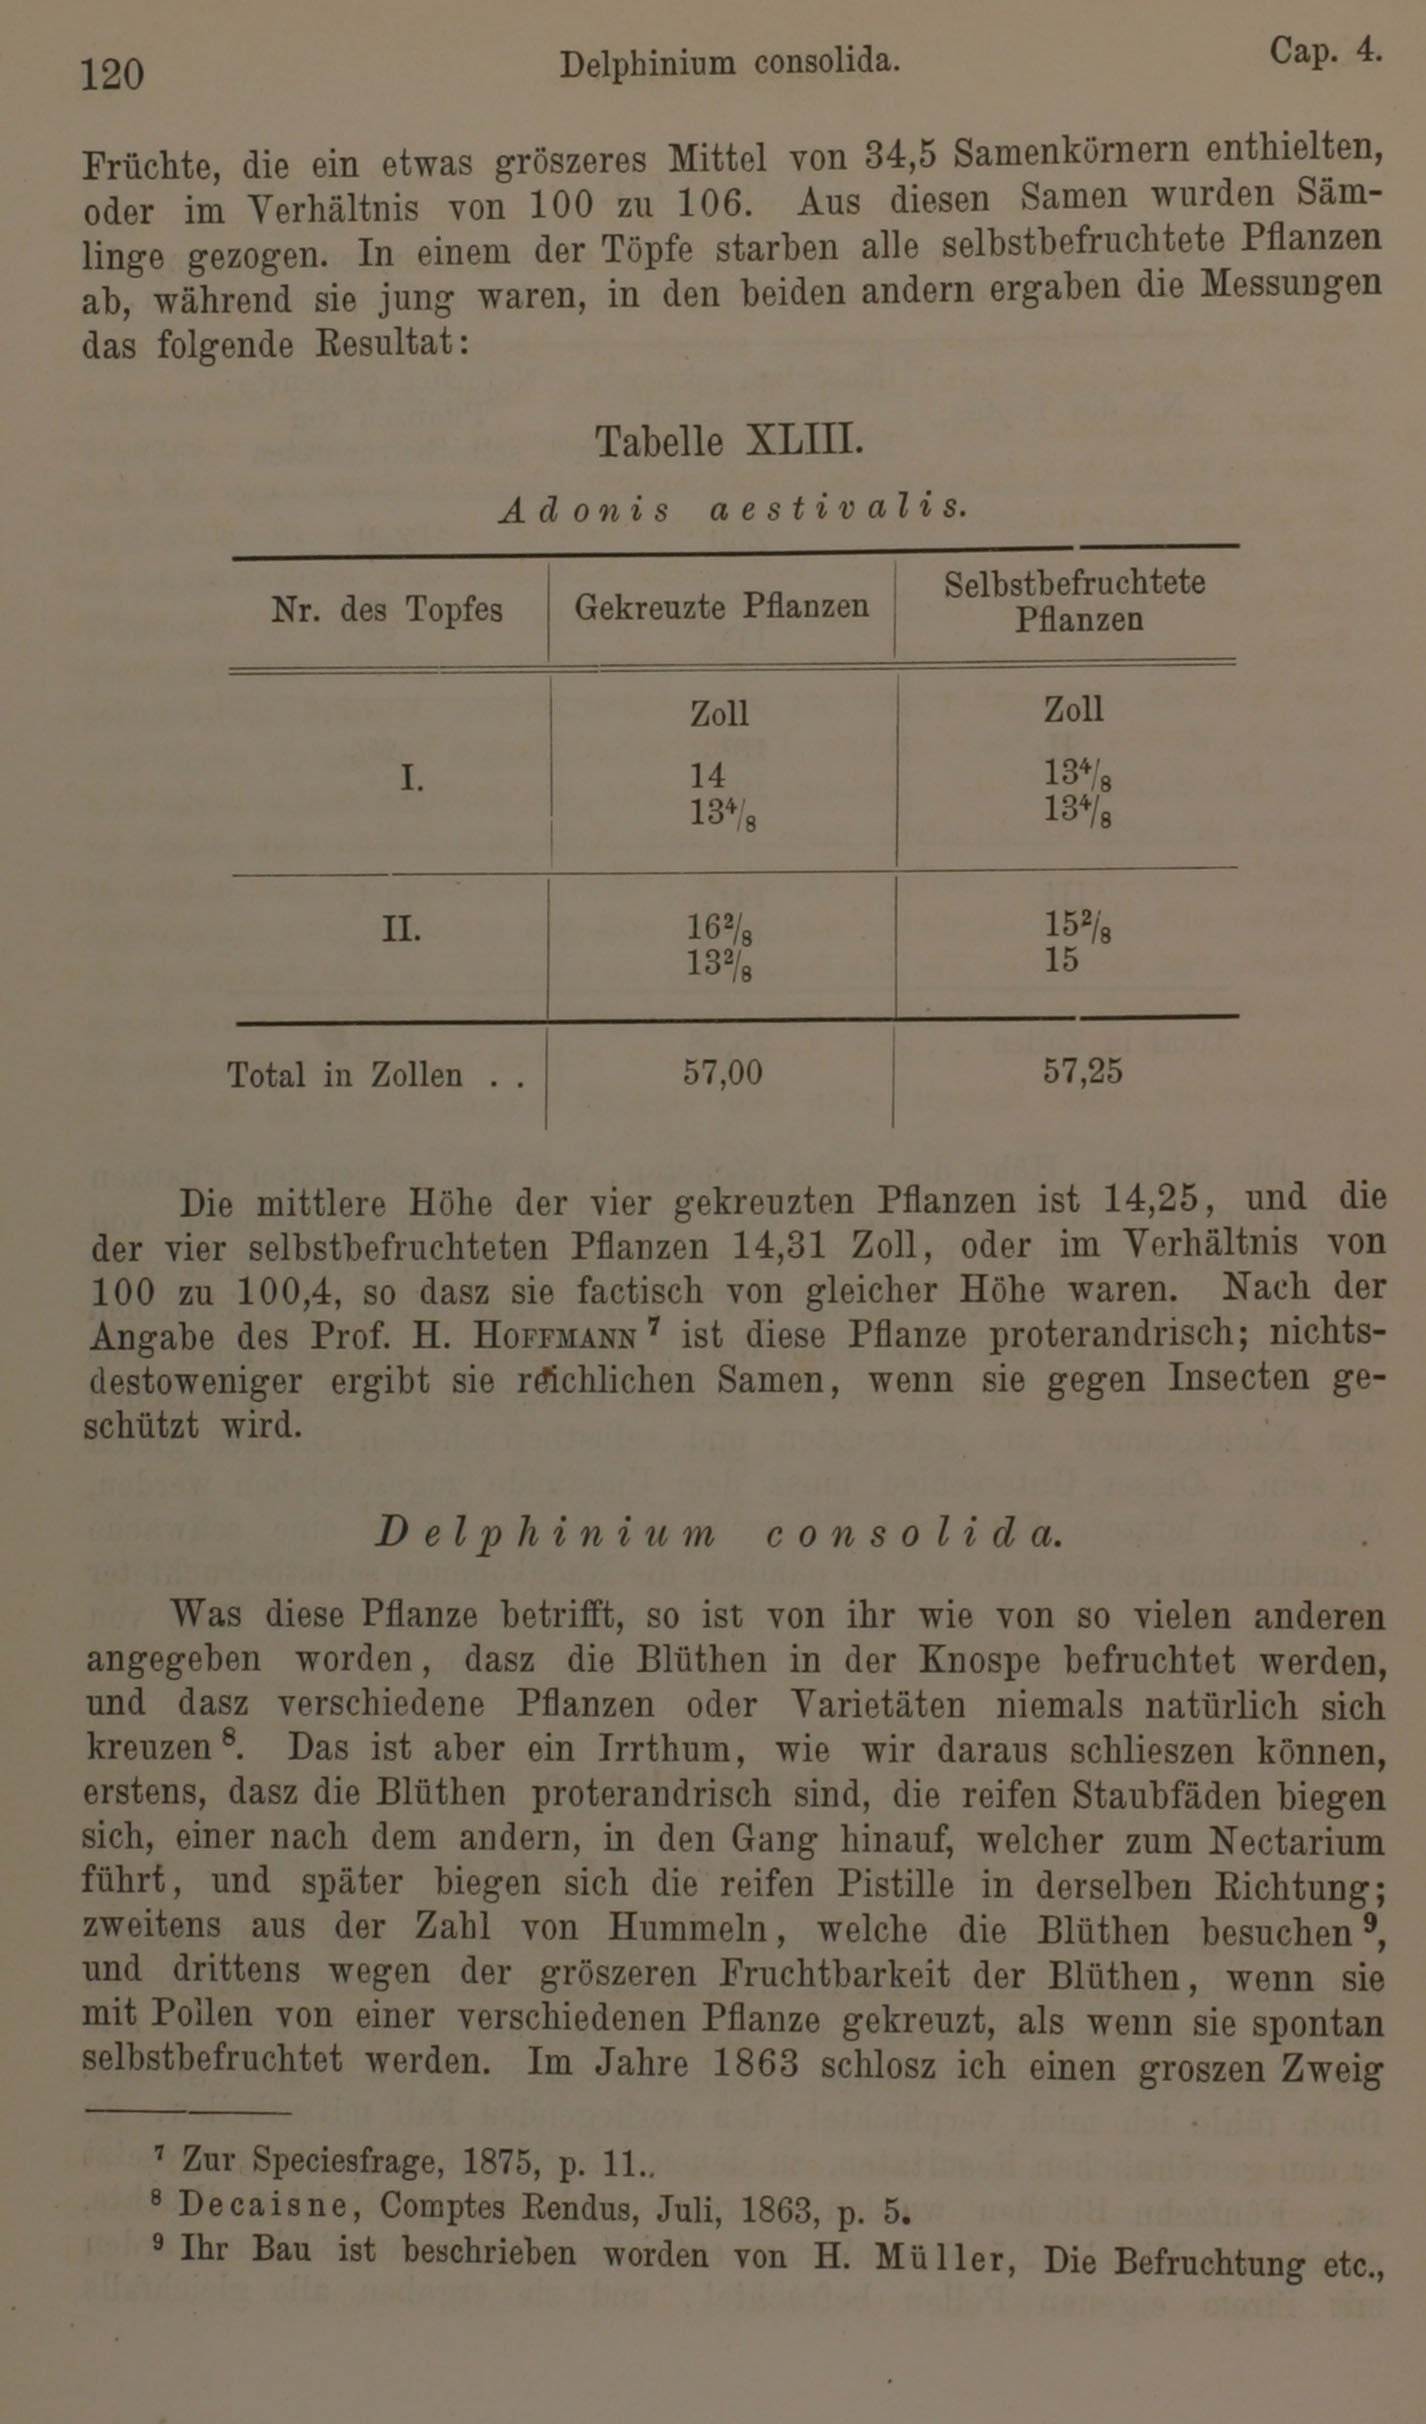 120 Delphinium consolida. Cap. 4.
Früchte, die ein etwas gröszeres Mittel von 34,5 Samenkörnern enthielten,
oder im Verhältnis von 100 zu 106. Aus diesen Samen wurden Säm-
linge gezogen. In einem der Töpfe starben alle selbstbefruchtete Pflanzen
ab, während sie jung waren, in den beiden andern ergaben die Messungen
das folgende Resultat:
Tabelle XLIII.
Adonis aestivalis.
Nr. des Topfes Gekreuzte Pflanzen Selbstbefruchtete
Pflanzen
Zoll Zoll
I. 14 13⁴/₈
13⁴/₈ 13⁴/₈
II. 16²/₈ 15²/₈
13²/₈ 15
Total in Zollen . . 57,00 57,25
Die mittlere Höhe der vier gekreuzten Pflanzen ist 14,25, und die
der vier selbstbefruchteten Pflanzen 14,31 Zoll, oder im Verhältnis von
100 zu 100,4, so dasz sie factisch von gleicher Höhe waren. Nach der
Angabe des Prof. H. HOFFMANN ⁷ ist diese Pflanze proterandrisch; nichts-
destoweniger ergibt sie reichlichen Samen, wenn sie gegen Insecten ge-
schützt wird.
Delphinium consolida.
Was diese Pflanze betrifft, so ist von ihr wie von so vielen anderen
angegeben worden, dasz die Blüthen in der Knospe befruchtet werden,
und dasz verschiedene Pflanzen oder Varietäten niemals natürlich sich
kreuzen ⁸. Das ist aber ein Irrthum, wie wir daraus schlieszen können,
erstens, dasz die Blüthen proterandrisch sind, die reifen Staubfäden biegen
sich, einer nach dem andern, in den Gang hinauf, welcher zum Nectarium
führt, und später biegen sich die reifen Pistille in derselben Richtung;
zweitens aus der Zahl von Hummeln, welche die Blüthen besuchen ⁹,
und drittens wegen der gröszeren Fruchtbarkeit der Blüthen, wenn sie
mit Pollen von einer verschiedenen Pflanze gekreuzt, als wenn sie spontan
selbstbefruchtet werden. Im Jahre 1863 schlosz ich einen groszen Zweig
⁷ Zur Speciesfrage, 1875, p. 11..
⁸ Decaisne, Comptes Rendus, Juli, 1863, p. 5.
⁹ Ihr Bau ist beschrieben worden von H. Müller, Die Befruchtung etc.,